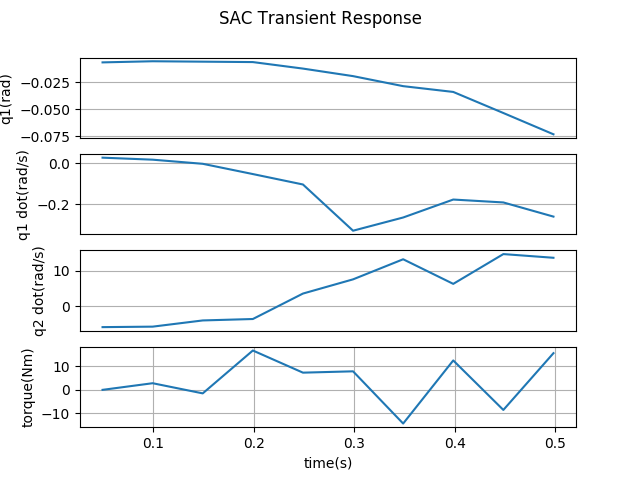 SAC Transient Response
q1(rad)
−0.025
−0.050
−0.075
q1 dot(rad/s)
0.0
−0.2
q2 dot(rad/s)
10
0
torque(Nm)
10
0
−10
0.1 0.2 0.3 0.4 0.5
time(s)